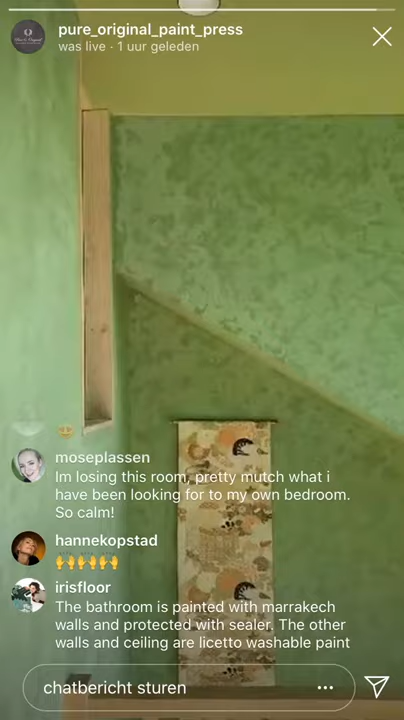 pure_original_paint_press
was live · 1 uur geleden
moseplassen
Im losing this room, pretty mutch what i
have been looking for to my own bedroom.
So calm!
hannekopstad
🙌🙌🙌🙌
irisfloor
The bathroom is painted with marrakech
walls and protected with sealer. The other
walls and ceiling are licetto washable paint
chatbericht sturen